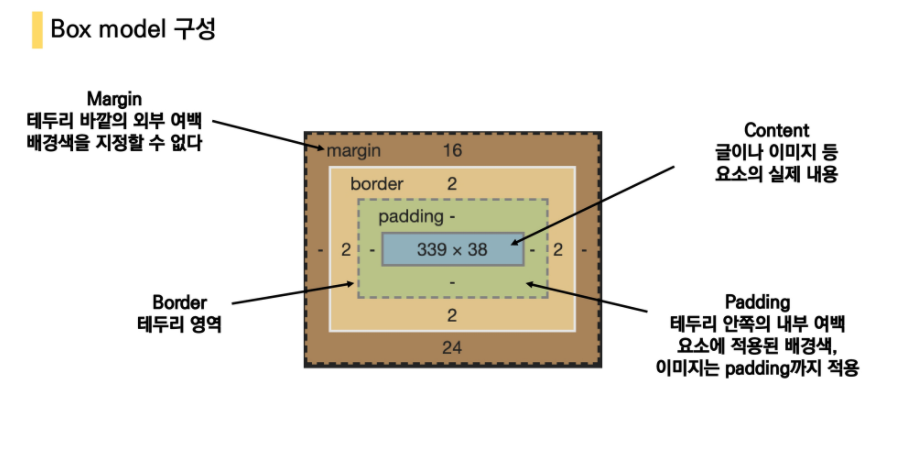 Box model 구성
Margin
테두리 바깥의 외부 여백
배경색을 지정할 수 없다
Content
글이나 이미지 등
요소의 실제 내용
margin 16
border 2
padding -
- 2 - 339 × 38 - 2 -
-
2
24
Border
테두리 영역
Padding
테두리 안쪽의 내부 여백
요소에 적용된 배경색,
이미지는 padding까지 적용